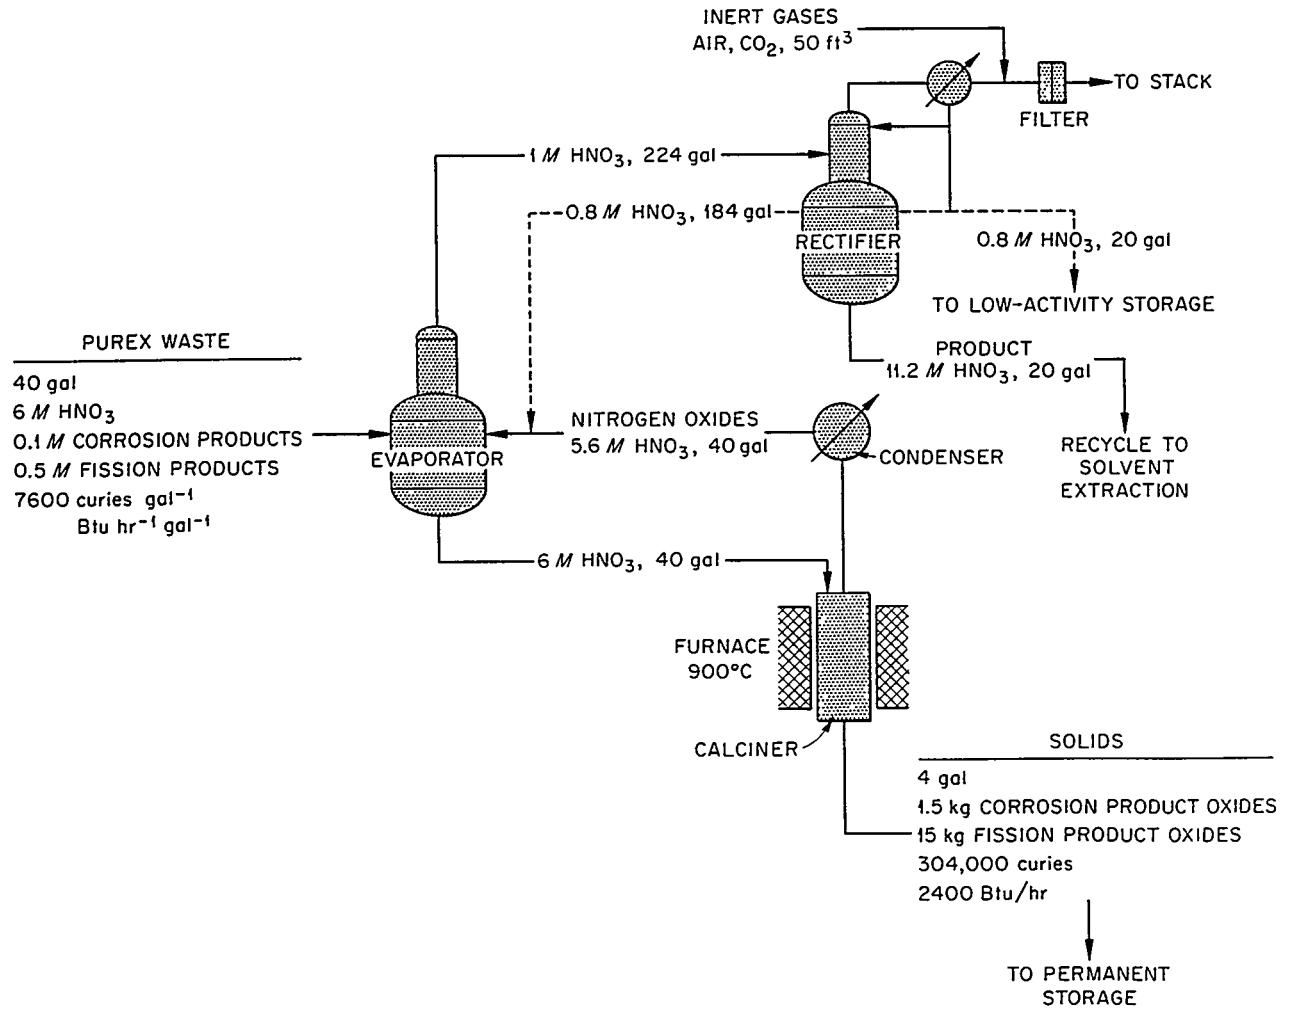 INERT GASES
AIR, CO₂, 50 ft³
TO STACK
FILTER
1 M HNO₃, 224 gal
0.8 M HNO₃, 184 gal
RECTIFIER
0.8 M HNO₃, 20 gal
TO LOW-ACTIVITY STORAGE
PUREX WASTE
40 gal
6 M HNO₃
0.1 M CORROSION PRODUCTS
0.5 M FISSION PRODUCTS
7600 curies gal⁻¹
Btu hr⁻¹ gal⁻¹
EVAPORATOR
PRODUCT
11.2 M HNO₃, 20 gal
NITROGEN OXIDES
5.6 M HNO₃, 40 gal
CONDENSER
RECYCLE TO
SOLVENT
EXTRACTION
6 M HNO₃, 40 gal
FURNACE
900°C
CALCINER
SOLIDS
4 gal
1.5 kg CORROSION PRODUCT OXIDES
15 kg FISSION PRODUCT OXIDES
304,000 curies
2400 Btu/hr
TO PERMANENT
STORAGE